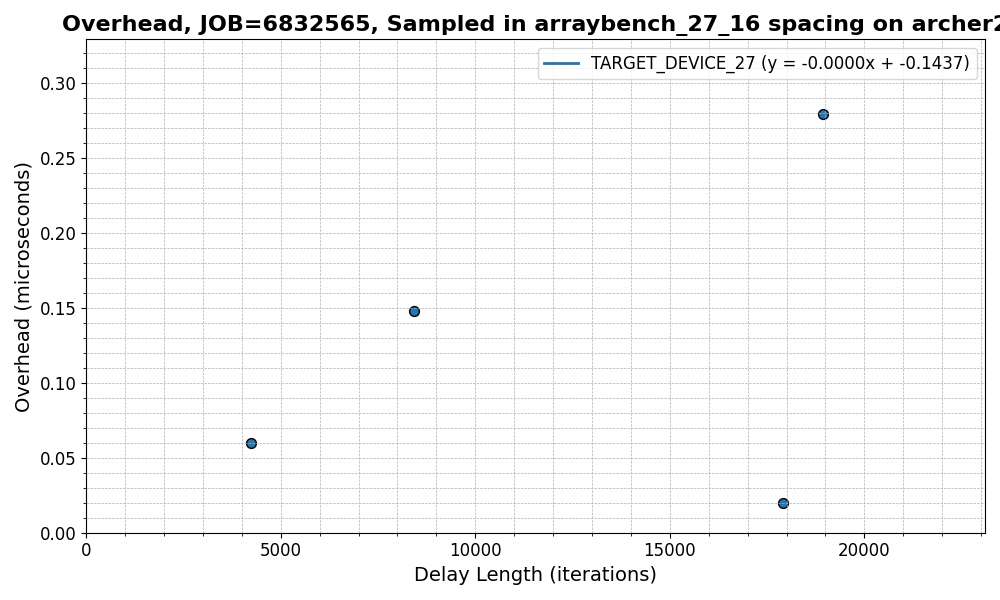 Overhead, JOB=6832565, Sampled in arraybench_27_16 spacing on archer2
TARGET_DEVICE_27 (y = -0.0000x + -0.1437)
Overhead (microseconds)
0.30
0.25
0.20
0.15
0.10
0.05
0.00
0 5000 10000 15000 20000
Delay Length (iterations)